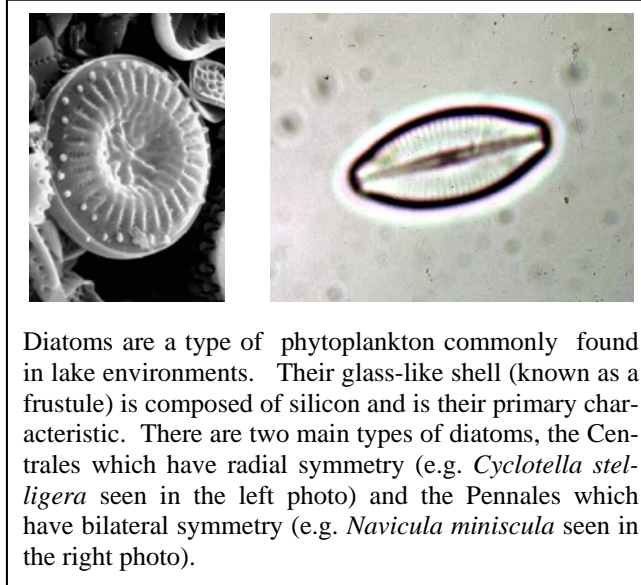 Diatoms are a type of phytoplankton commonly found
in lake environments. Their glass-like shell (known as a
frustule) is composed of silicon and is their primary char-
acteristic. There are two main types of diatoms, the Cen-
trales which have radial symmetry (e.g. Cyclotella stel-
ligera seen in the left photo) and the Pennales which
have bilateral symmetry (e.g. Navicula miniscula seen in
the right photo).